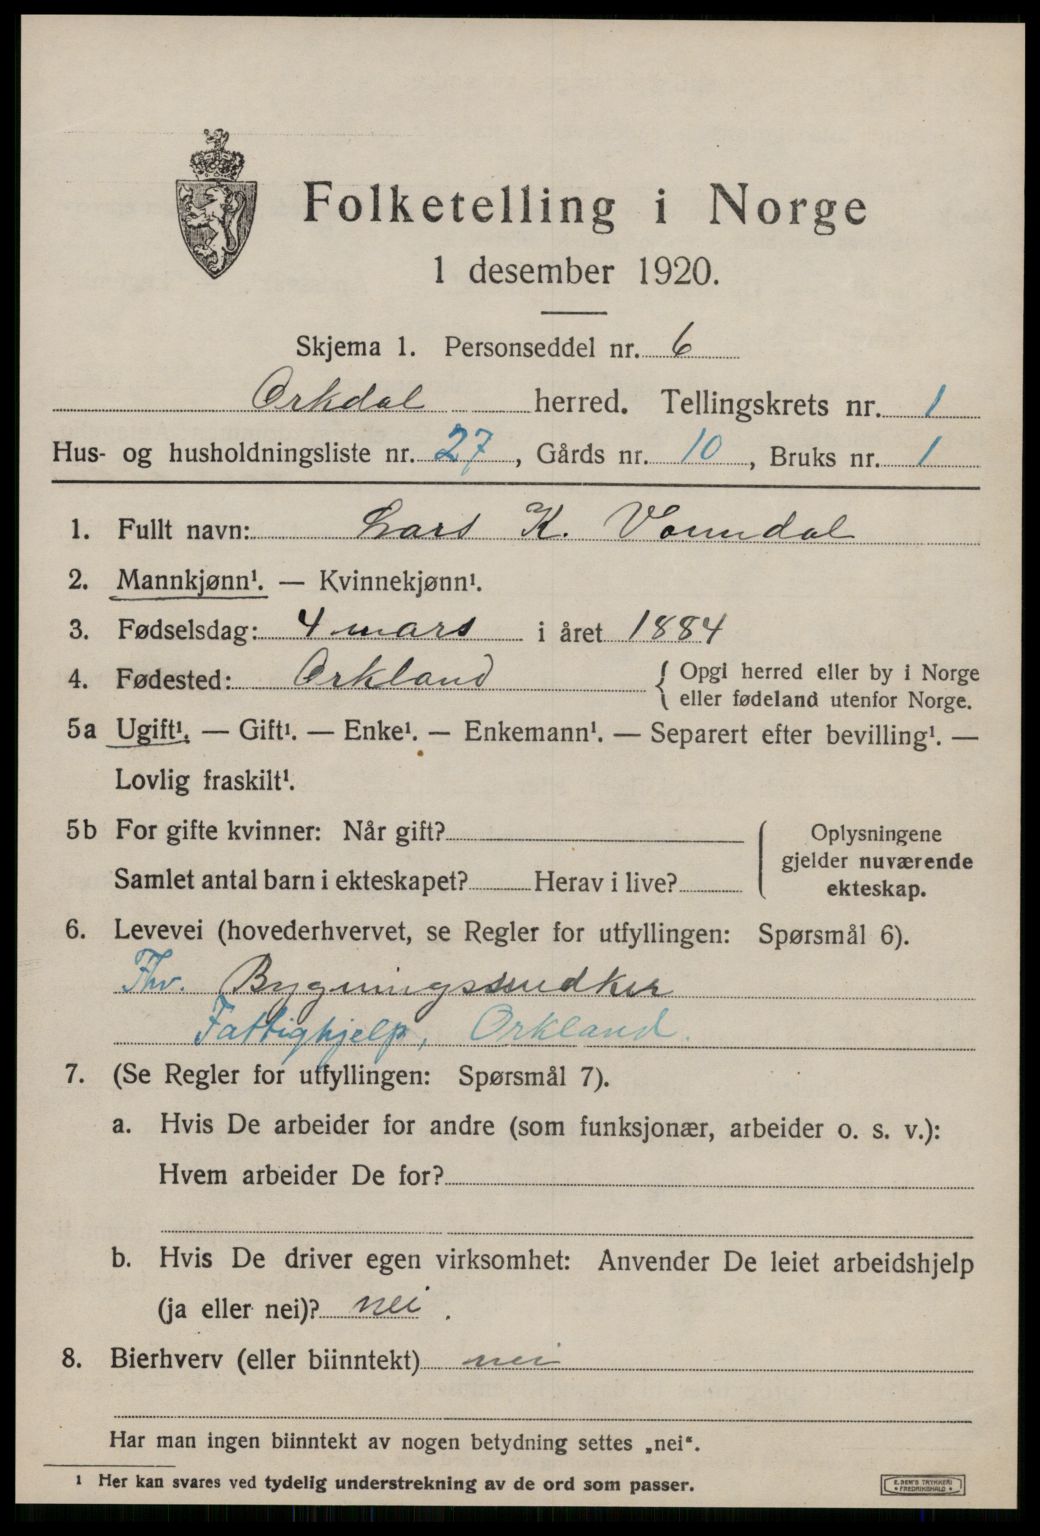 Folketelling i Norge
1 desember 1920.
Skjema 1. Personseddel nr. 6
Orkdal herred. Tellingskrets nr. 1
Hus- og husholdningsliste nr. 27, Gårds nr. 10, Bruks nr. 1
1. Fullt navn: Lars K. Vormdal
2. Mannkjønn¹. — Kvinnekjønn¹.
3. Fødselsdag: 4 mars i året 1884
4. Fødested: Orkland { Opgi herred eller by i Norge
eller fødeland utenfor Norge.
5a Ugift¹. — Gift¹. — Enke¹. — Enkemann¹. — Separert efter bevilling¹. —
Lovlig fraskilt¹.
5b For gifte kvinner: Når gift?
Samlet antal barn i ekteskapet? Herav i live?
Oplysningene
gjelder nuværende
ekteskap.
6. Levevei (hovederhvervet, se Regler for utfyllingen: Spørsmål 6).
Fhv. Bygningssnedker
Fattighjelp, Orkland.
7. (Se Regler for utfyllingen: Spørsmål 7).
a. Hvis De arbeider for andre (som funksjonær, arbeider o. s. v.):
Hvem arbeider De for?
b. Hvis De driver egen virksomhet: Anvender De leiet arbeidshjelp
(ja eller nei)? nei.
8. Bierhverv (eller biinntekt) nei
Har man ingen biinntekt av nogen betydning settes „nei“.
¹ Her kan svares ved tydelig understrekning av de ord som passer.
E. SEM'S TRYKKERI
FREDRIKSHALD